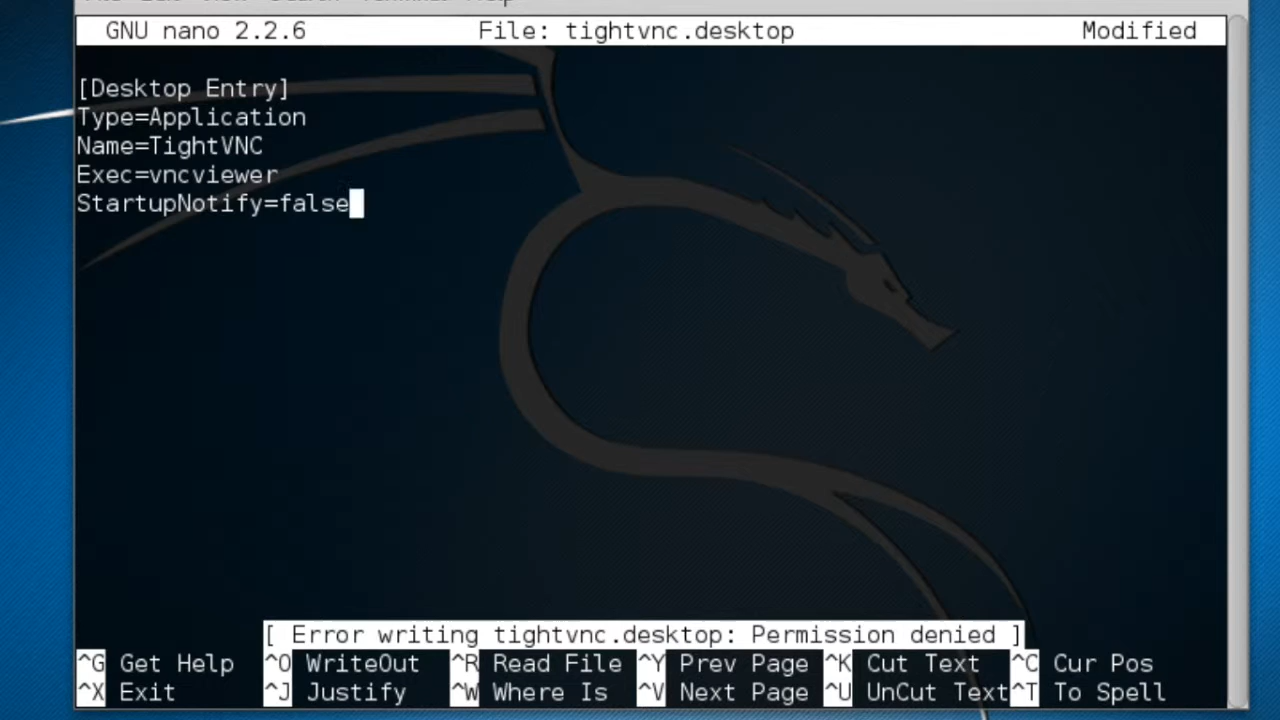 GNU nano 2.2.6 File: tightvnc.desktop Modified
[Desktop Entry]
Type=Application
Name=TightVNC
Exec=vncviewer
StartupNotify=false
[ Error writing tightvnc.desktop: Permission denied ]
^G Get Help ^O WriteOut ^R Read File ^Y Prev Page ^K Cut Text ^C Cur Pos
^X Exit ^J Justify ^W Where Is ^V Next Page ^U UnCut Text ^T To Spell